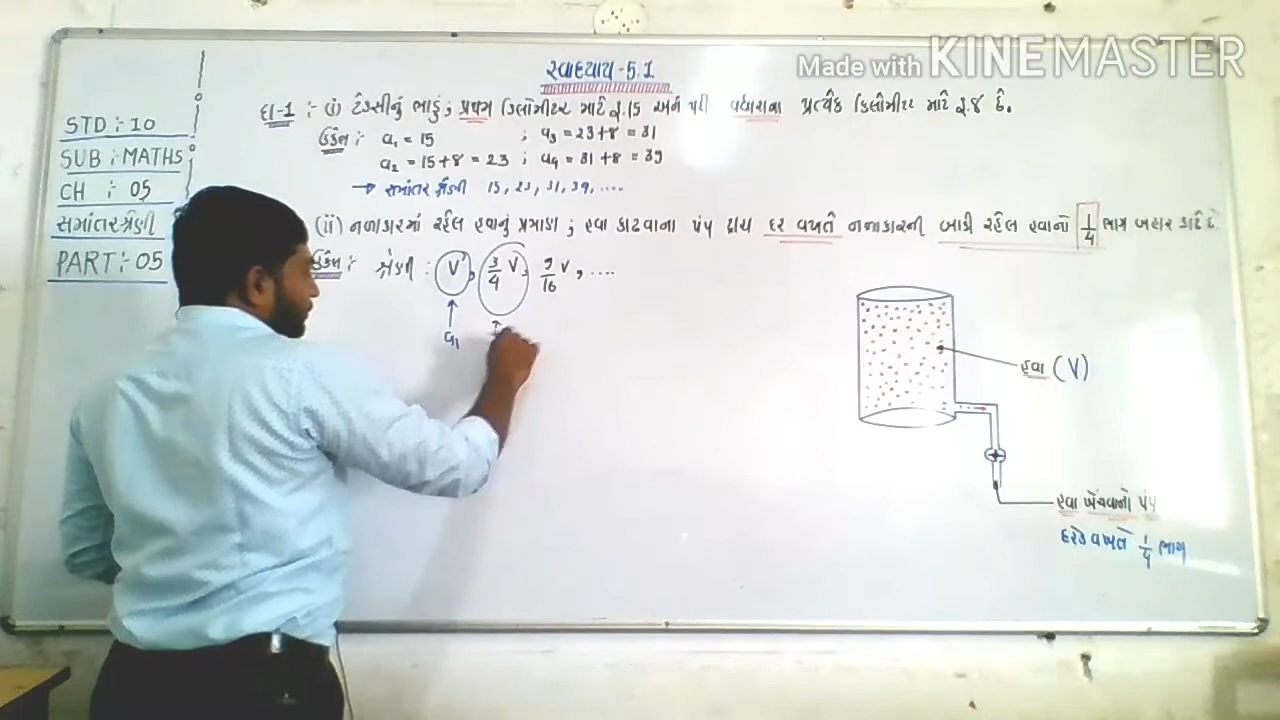 Made with KINEMASTER
સ્વાધ્યાય-5.1
STD:-10
SUB:MATHS
CH :- 05
સમાંતરશ્રેણી
PART:-05
દા-1 :- (i) ટેક્સીનું ભાડું ; પ્રથમ કિલોમીટર માટે રૂ.15 અને પછી વધારાના પ્રત્યેક કિલોમીટર માટે રૂ.8 છે.
ઉકેલ :- a₁ = 15 ; a₃ = 23+8 = 31
a₂ = 15+8 = 23 ; a₄ = 31+8 = 39
→ સમાંતર શ્રેણી 15, 23, 31, 39, ....
(ii) નળાકારમાં રહેલ હવાનું પ્રમાણ ; હવા કાઢવાના પંપ દ્વારા દર વખતે નળાકારની બાકી રહેલ હવાનો 1/4 ભાગ બહાર કાઢે છે
ઉકેલ :- શ્રેણી : V, 3/4 V, 9/16 V, ....
↑ ↑
a₁
હવા (V)
હવા ખેંચવાનો પંપ
દરેક વખતે 1/4 ભાગ